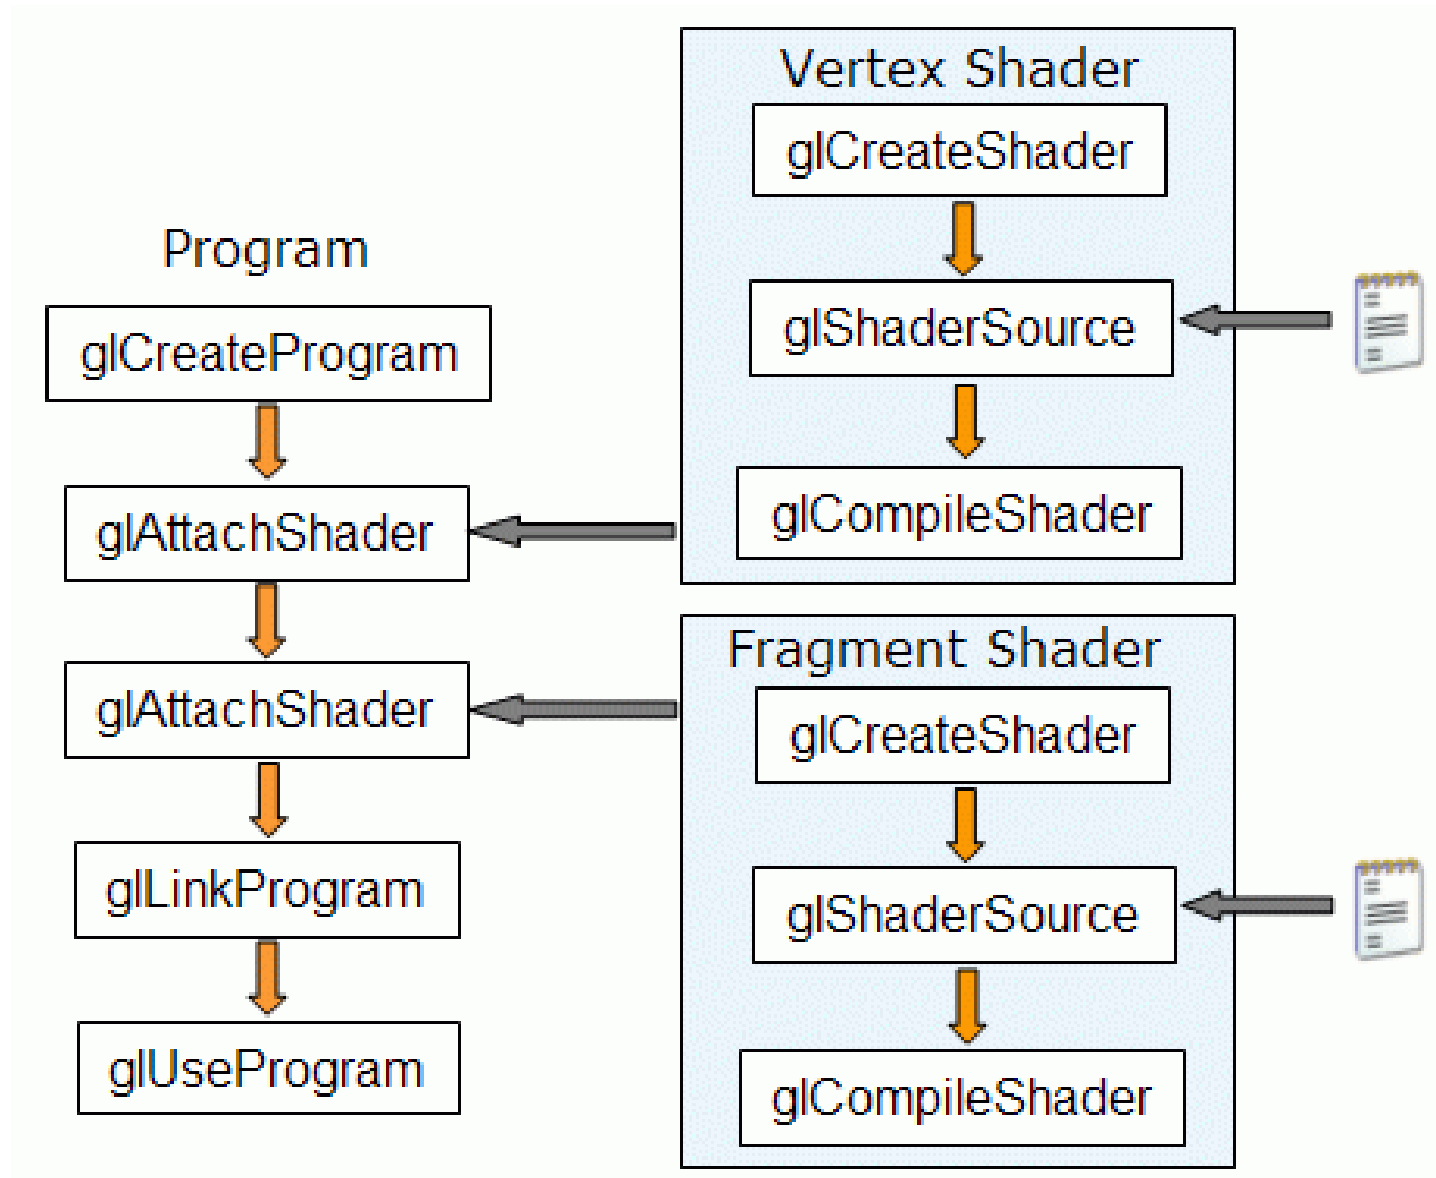 Vertex Shader
glCreateShader
glShaderSource
glCompileShader
Program
glCreateProgram
glAttachShader
glAttachShader
glLinkProgram
glUseProgram
Fragment Shader
glCreateShader
glShaderSource
glCompileShader